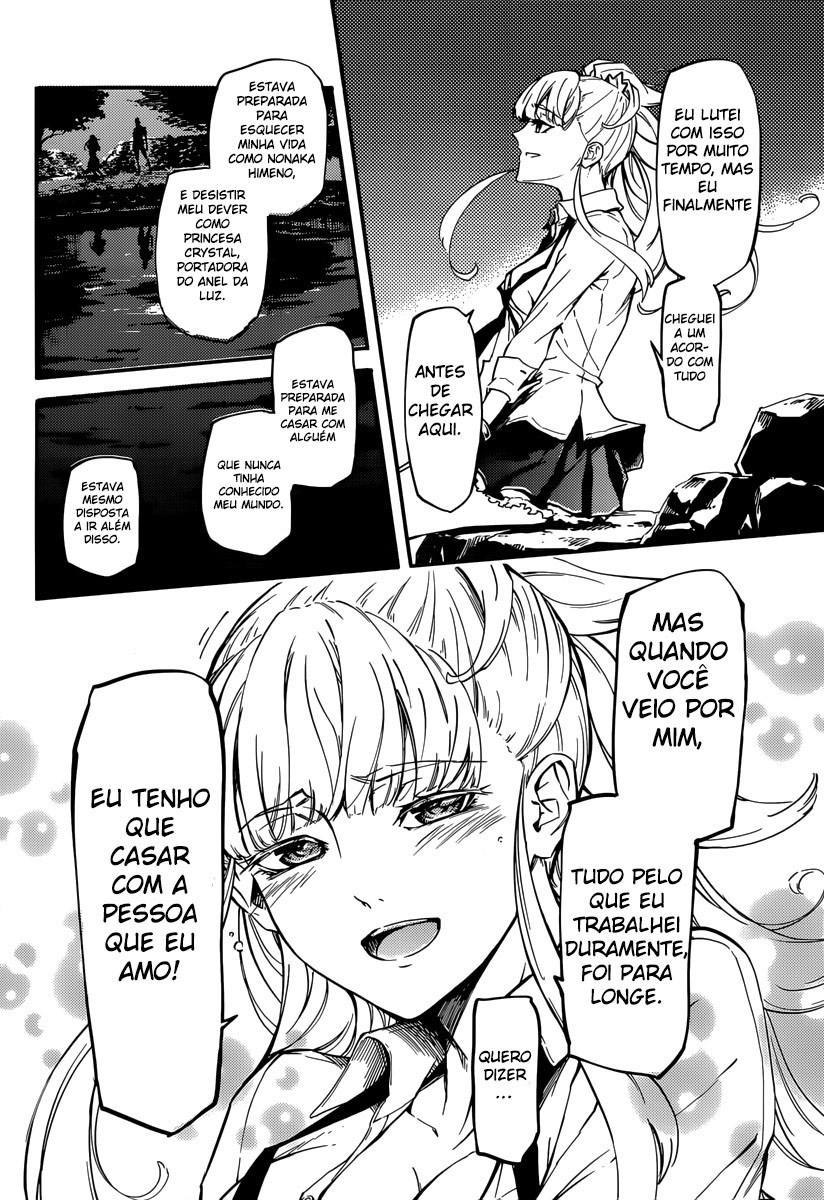 EU LUTEI
COM ISSO
POR MUITO
TEMPO, MAS
EU
FINALMENTE
CHEGUEI
A UM
ACOR-
DO COM
TUDO
ANTES
DE
CHEGAR
AQUI.
ESTAVA
PREPARADA
PARA
ESQUECER
MINHA VIDA
COMO NONAKA
HIMENO,
E DESISTIR
MEU DEVER
COMO
PRINCESA
CRYSTAL,
PORTADORA
DO ANEL DA
LUZ.
ESTAVA
PREPARADA
PARA ME
CASAR COM
ALGUÉM
QUE NUNCA
TINHA
CONHECIDO
MEU MUNDO.
ESTAVA
MESMO
DISPOSTA
A IR ALÉM
DISSO.
MAS
QUANDO
VOCÊ
VEIO POR
MIM,
TUDO PELO
QUE EU
TRABALHEI
DURAMENTE,
FOI PARA
LONGE.
QUERO
DIZER
...
EU TENHO
QUE
CASAR
COM A
PESSOA
QUE EU
AMO!